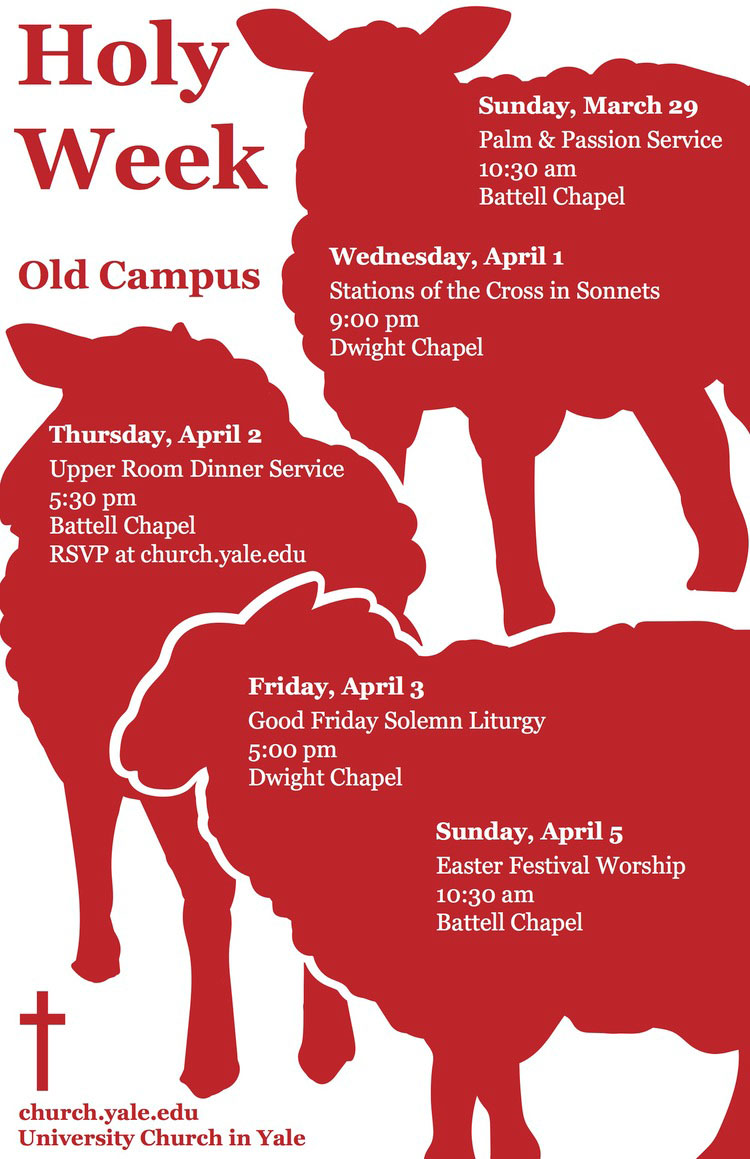 Holy
Week
Old Campus
Sunday, March 29
Palm & Passion Service
10:30 am
Battell Chapel
Wednesday, April 1
Stations of the Cross in Sonnets
9:00 pm
Dwight Chapel
Thursday, April 2
Upper Room Dinner Service
5:30 pm
Battell Chapel
RSVP at church.yale.edu
Friday, April 3
Good Friday Solemn Liturgy
5:00 pm
Dwight Chapel
Sunday, April 5
Easter Festival Worship
10:30 am
Battell Chapel
church.yale.edu
University Church in Yale